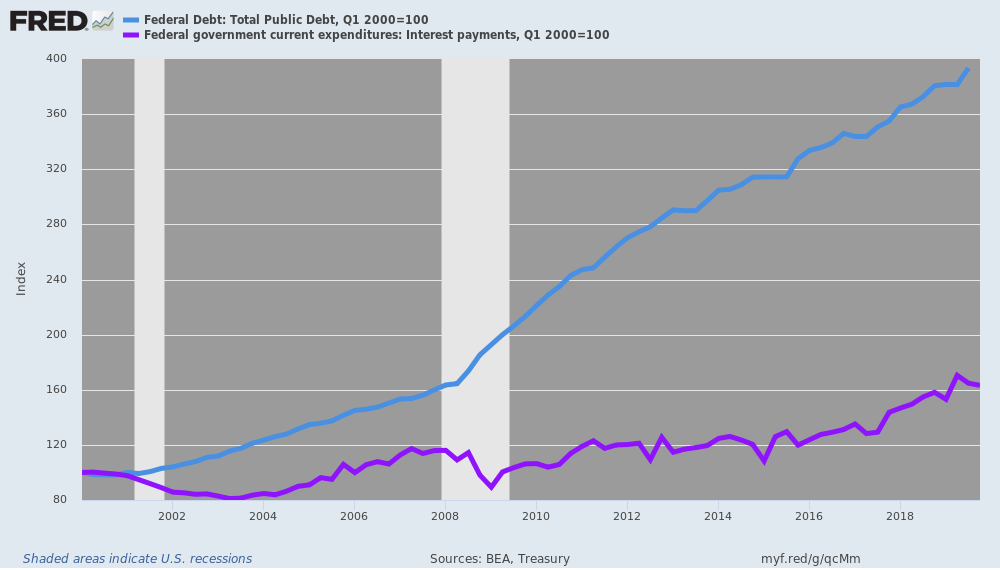 FRED
Federal Debt: Total Public Debt, Q1 2000=100
Federal government current expenditures: Interest payments, Q1 2000=100
400
360
320
280
240
200
160
120
80
Index
2002 2004 2006 2008 2010 2012 2014 2016 2018
Shaded areas indicate U.S. recessions Sources: BEA, Treasury myf.red/g/qcMm